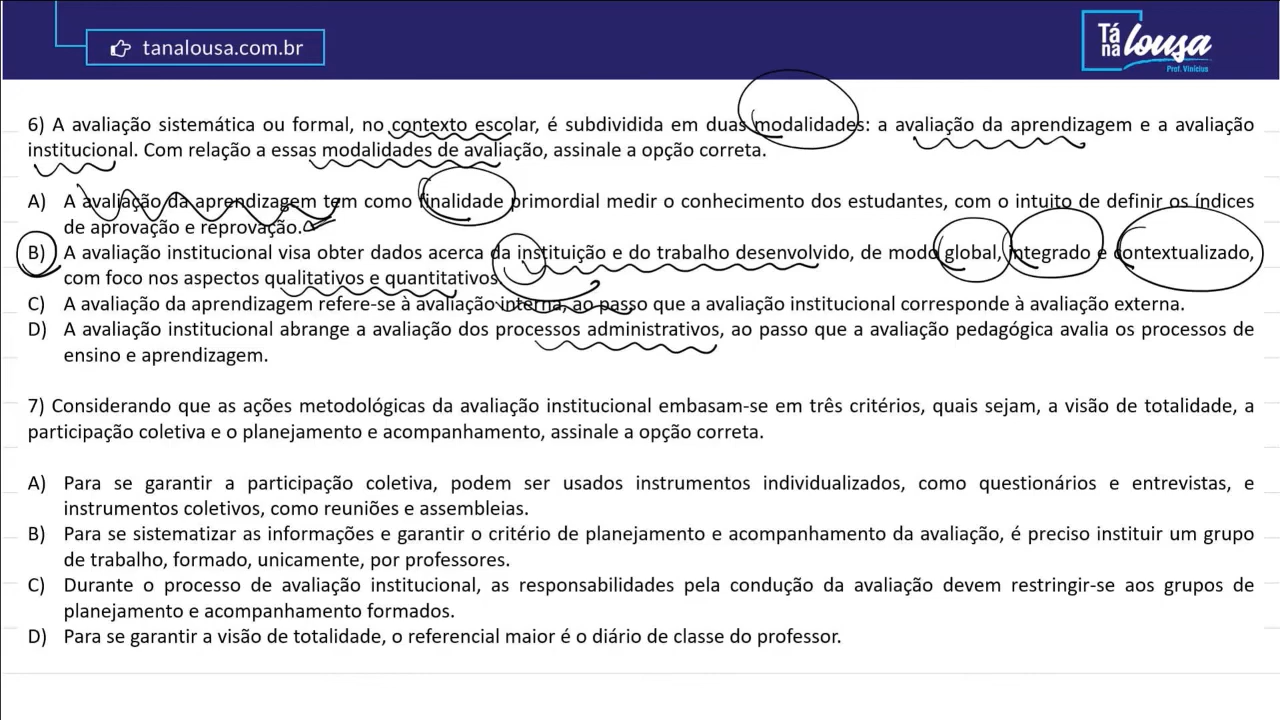 tanalousa.com.br
Tá na lousa
Prof. Vinícius
6) A avaliação sistemática ou formal, no contexto escolar, é subdividida em duas modalidades: a avaliação da aprendizagem e a avaliação
institucional. Com relação a essas modalidades de avaliação, assinale a opção correta.
A) A avaliação da aprendizagem tem como finalidade primordial medir o conhecimento dos estudantes, com o intuito de definir os índices
de aprovação e reprovação.
B) A avaliação institucional visa obter dados acerca da instituição e do trabalho desenvolvido, de modo global, integrado e contextualizado,
com foco nos aspectos qualitativos e quantitativos.
C) A avaliação da aprendizagem refere-se à avaliação interna, ao passo que a avaliação institucional corresponde à avaliação externa.
D) A avaliação institucional abrange a avaliação dos processos administrativos, ao passo que a avaliação pedagógica avalia os processos de
ensino e aprendizagem.
7) Considerando que as ações metodológicas da avaliação institucional embasam-se em três critérios, quais sejam, a visão de totalidade, a
participação coletiva e o planejamento e acompanhamento, assinale a opção correta.
A) Para se garantir a participação coletiva, podem ser usados instrumentos individualizados, como questionários e entrevistas, e
instrumentos coletivos, como reuniões e assembleias.
B) Para se sistematizar as informações e garantir o critério de planejamento e acompanhamento da avaliação, é preciso instituir um grupo
de trabalho, formado, unicamente, por professores.
C) Durante o processo de avaliação institucional, as responsabilidades pela condução da avaliação devem restringir-se aos grupos de
planejamento e acompanhamento formados.
D) Para se garantir a visão de totalidade, o referencial maior é o diário de classe do professor.